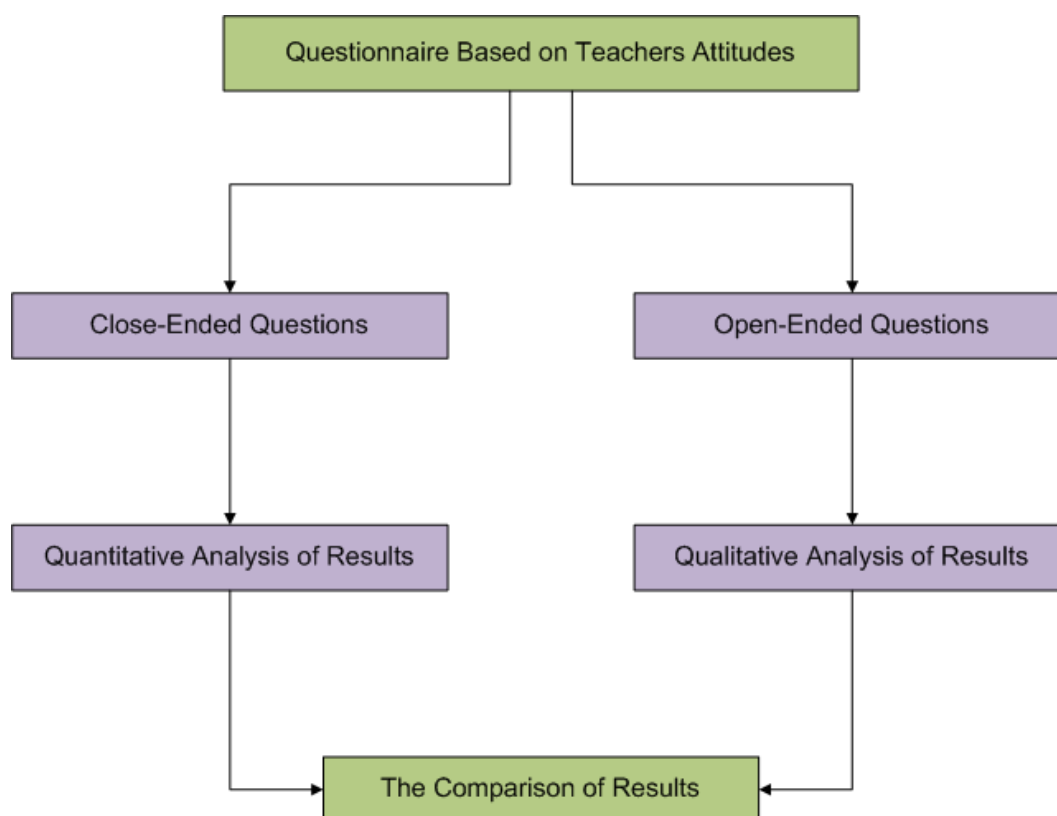 Questionnaire Based on Teachers Attitudes
Close-Ended Questions
Open-Ended Questions
Quantitative Analysis of Results
Qualitative Analysis of Results
The Comparison of Results